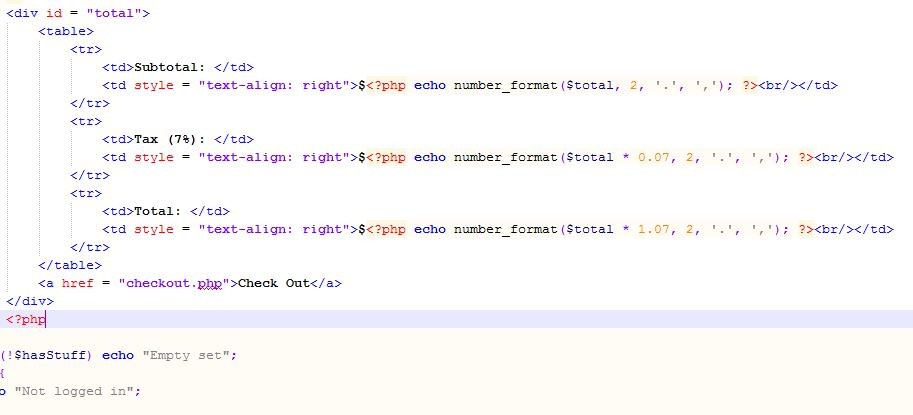 <div id = "total">
<table>
<tr>
<td>Subtotal: </td>
<td style = "text-align: right">$<?php echo number_format($total, 2, '.', ','); ?><br/></td>
</tr>
<tr>
<td>Tax (7%): </td>
<td style = "text-align: right">$<?php echo number_format($total * 0.07, 2, '.', ','); ?><br/></td>
</tr>
<tr>
<td>Total: </td>
<td style = "text-align: right">$<?php echo number_format($total * 1.07, 2, '.', ','); ?><br/></td>
</tr>
</table>
<a href = "checkout.php">Check Out</a>
</div>
<?php
(!$hasStuff) echo "Empty set";
{
o "Not logged in";